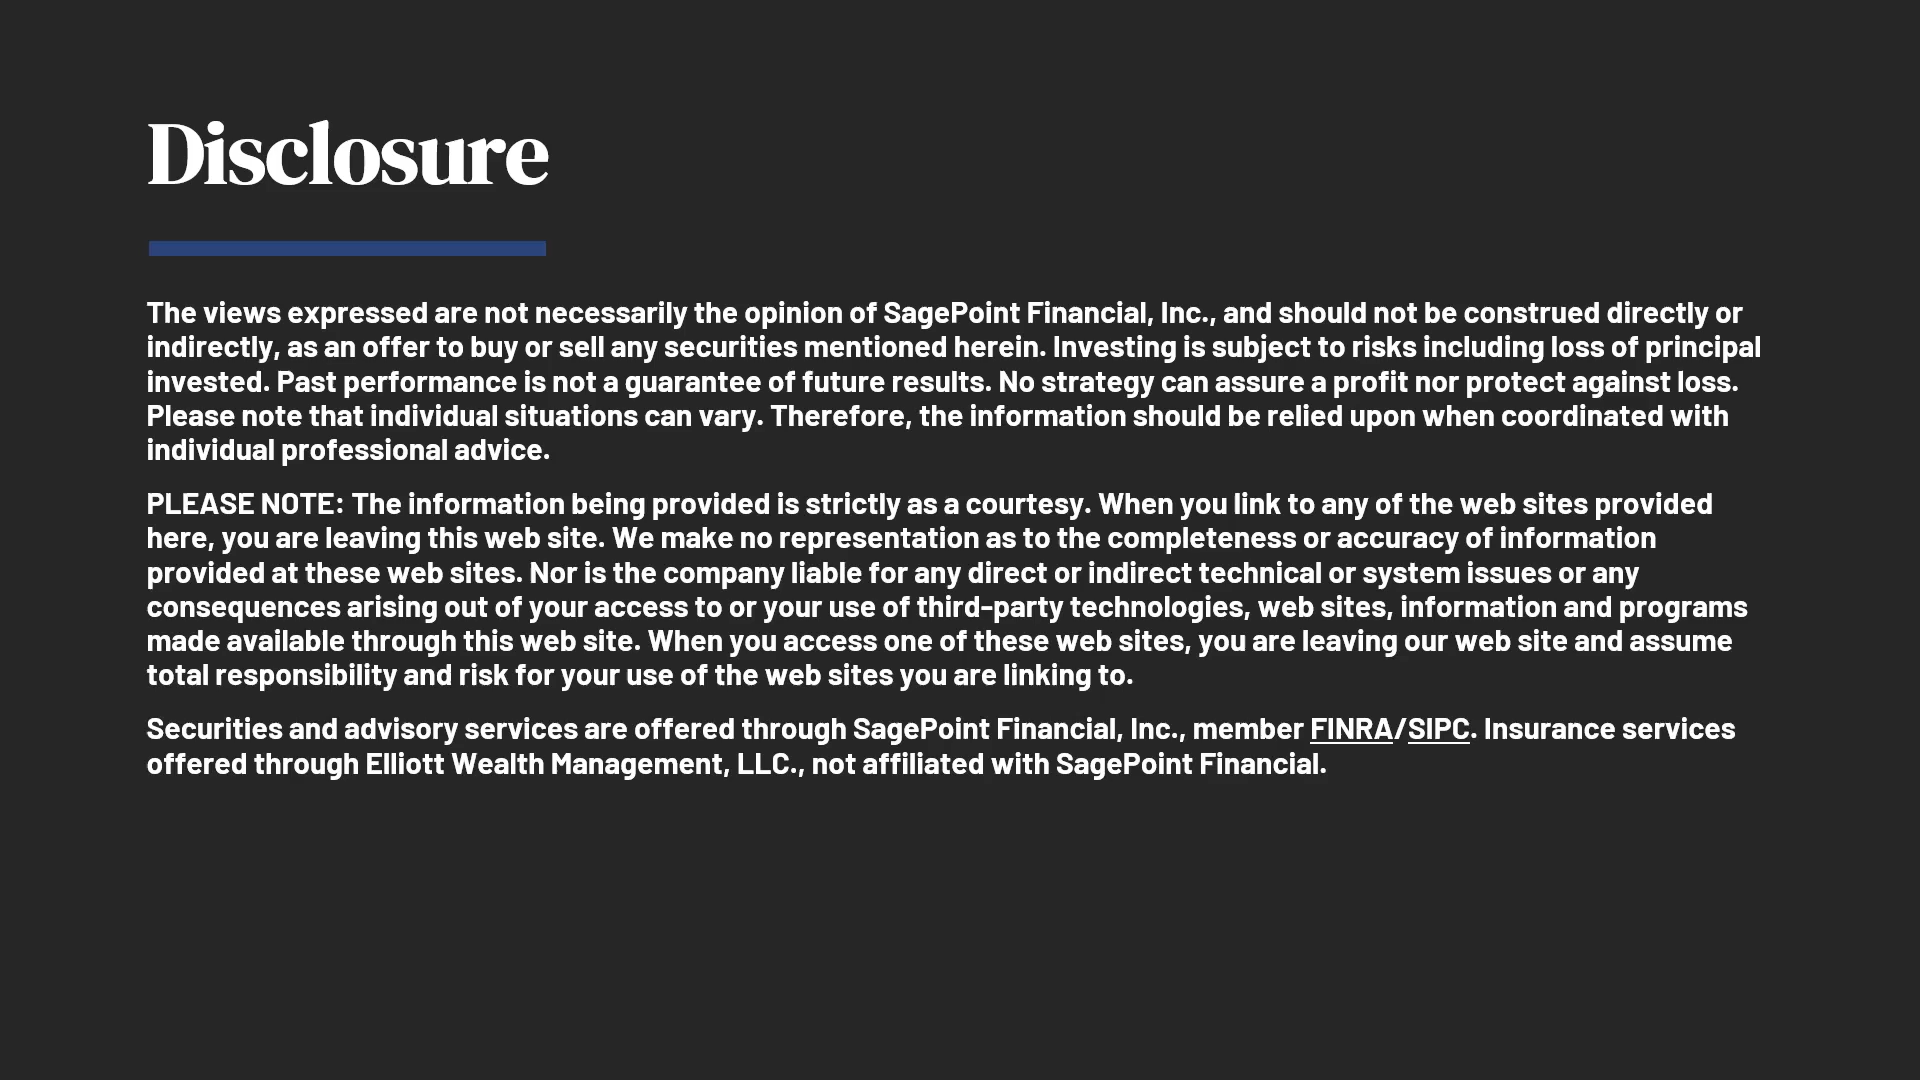 Disclosure
The views expressed are not necessarily the opinion of SagePoint Financial, Inc., and should not be construed directly or
indirectly, as an offer to buy or sell any securities mentioned herein. Investing is subject to risks including loss of principal
invested. Past performance is not a guarantee of future results. No strategy can assure a profit nor protect against loss.
Please note that individual situations can vary. Therefore, the information should be relied upon when coordinated with
individual professional advice.
PLEASE NOTE: The information being provided is strictly as a courtesy. When you link to any of the web sites provided
here, you are leaving this web site. We make no representation as to the completeness or accuracy of information
provided at these web sites. Nor is the company liable for any direct or indirect technical or system issues or any
consequences arising out of your access to or your use of third-party technologies, web sites, information and programs
made available through this web site. When you access one of these web sites, you are leaving our web site and assume
total responsibility and risk for your use of the web sites you are linking to.
Securities and advisory services are offered through SagePoint Financial, Inc., member FINRA/SIPC. Insurance services
offered through Elliott Wealth Management, LLC., not affiliated with SagePoint Financial.